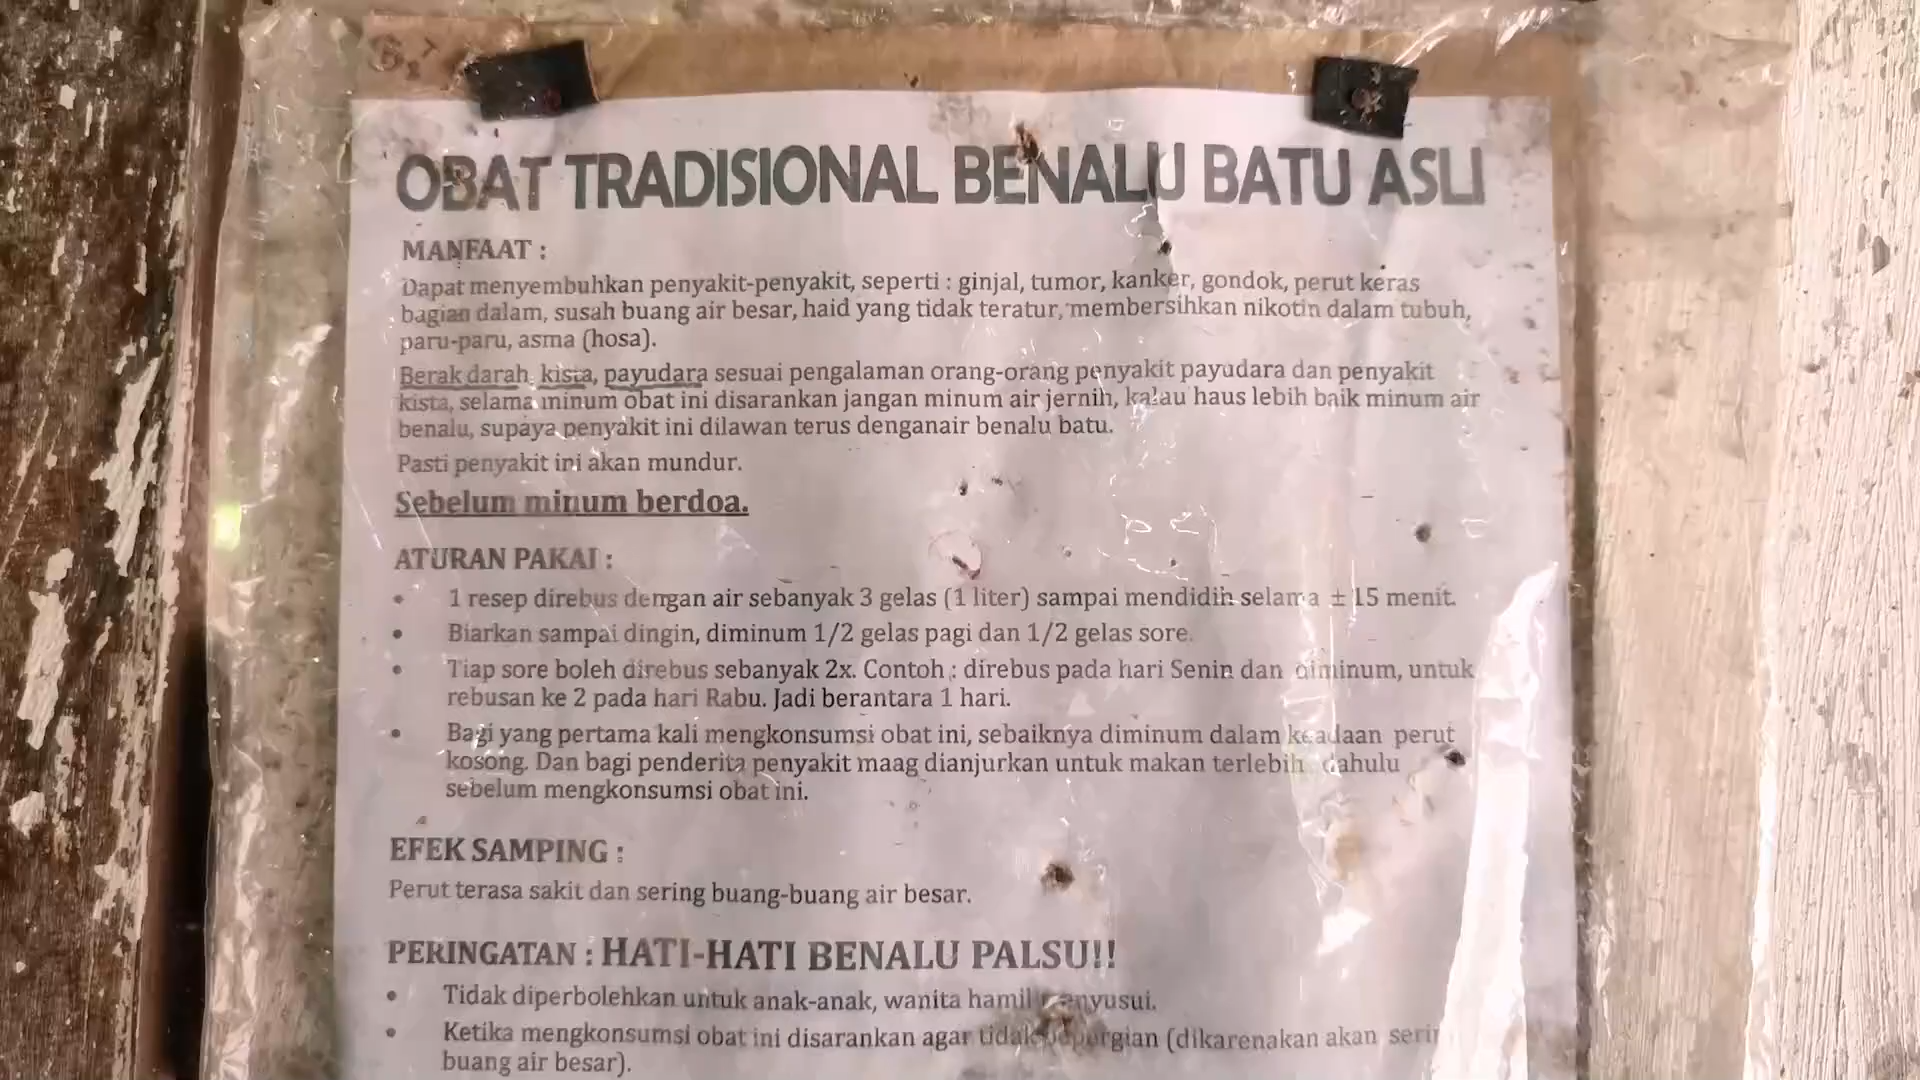 OBAT TRADISIONAL BENALU BATU ASLI
MANFAAT :
Dapat menyembuhkan penyakit-penyakit, seperti : ginjal, tumor, kanker, gondok, perut keras
bagian dalam, susah buang air besar, haid yang tidak teratur, membersihkan nikotin dalam tubuh,
paru-paru, asma (hosa).
Berak darah, kista, payudara sesuai pengalaman orang-orang penyakit payudara dan penyakit
kista, selama minum obat ini disarankan jangan minum air jernih, kalau haus lebih baik minum air
benalu, supaya penyakit ini dilawan terus denganair benalu batu.
Pasti penyakit ini akan mundur.
Sebelum minum berdoa.
ATURAN PAKAI :
• 1 resep direbus dengan air sebanyak 3 gelas (1 liter) sampai mendidih selama ± 15 menit.
• Biarkan sampai dingin, diminum 1/2 gelas pagi dan 1/2 gelas sore.
• Tiap sore boleh direbus sebanyak 2x. Contoh : direbus pada hari Senin dan diminum, untuk
rebusan ke 2 pada hari Rabu. Jadi berantara 1 hari.
• Bagi yang pertama kali mengkonsumsi obat ini, sebaiknya diminum dalam keadaan perut
kosong. Dan bagi penderita penyakit maag dianjurkan untuk makan terlebih dahulu
sebelum mengkonsumsi obat ini.
EFEK SAMPING :
Perut terasa sakit dan sering buang-buang air besar.
PERINGATAN : HATI-HATI BENALU PALSU!!
• Tidak diperbolehkan untuk anak-anak, wanita hamil
• Ketika mengkonsumsi obat ini disarankan agar tidak (dikarenakan akan
buang air besar).